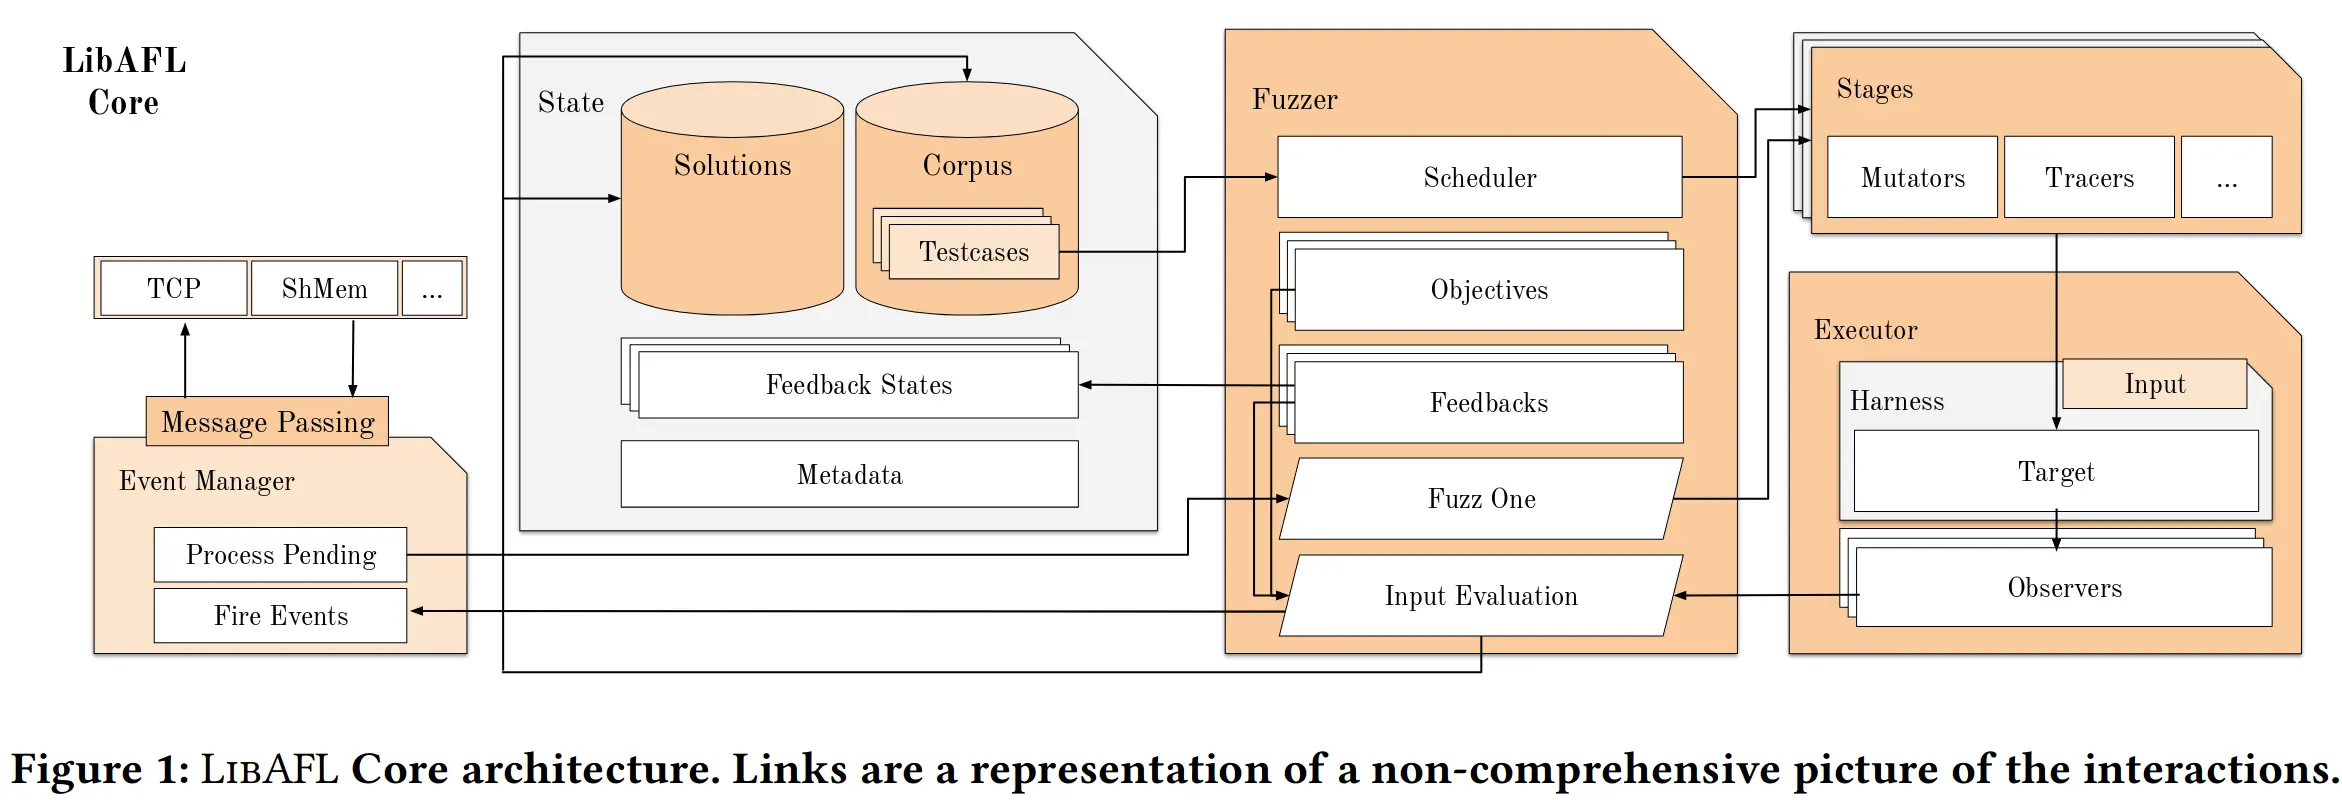 LibAFL
Core
State
Solutions
Corpus
Testcases
Feedback States
Metadata
TCP
ShMem
...
Message Passing
Event Manager
Process Pending
Fire Events
Fuzzer
Scheduler
Objectives
Feedbacks
Fuzz One
Input Evaluation
Stages
Mutators
Tracers
...
Executor
Input
Harness
Target
Observers
Figure 1: LibAFL Core architecture. Links are a representation of a non-comprehensive picture of the interactions.